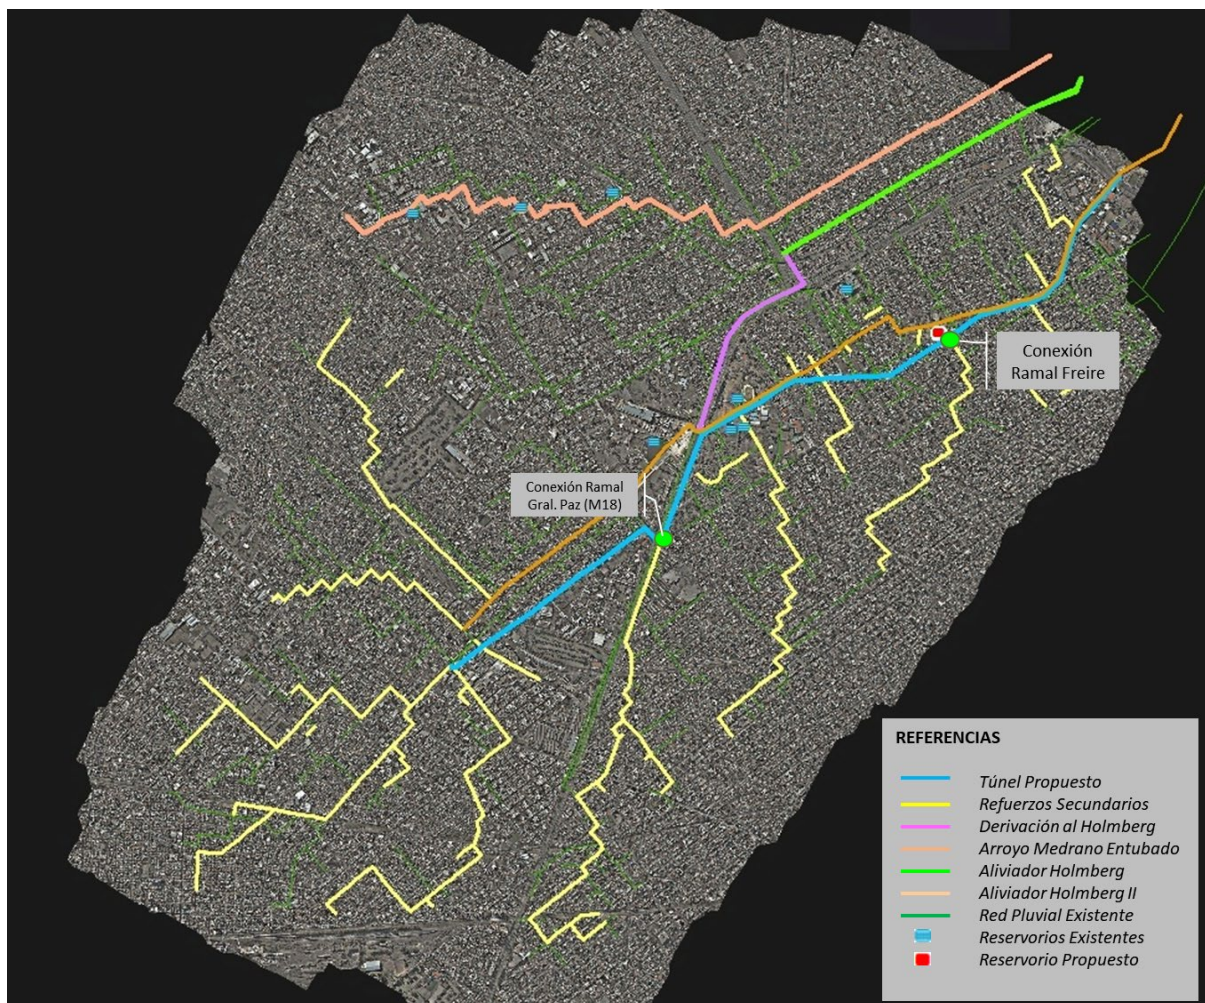 Conexión
Ramal Freire
Conexión Ramal
Gral. Paz (M18)
REFERENCIAS
Túnel Propuesto
Refuerzos Secundarios
Derivación al Holmberg
Arroyo Medrano Entubado
Aliviador Holmberg
Aliviador Holmberg II
Red Pluvial Existente
Reservorios Existentes
Reservorio Propuesto